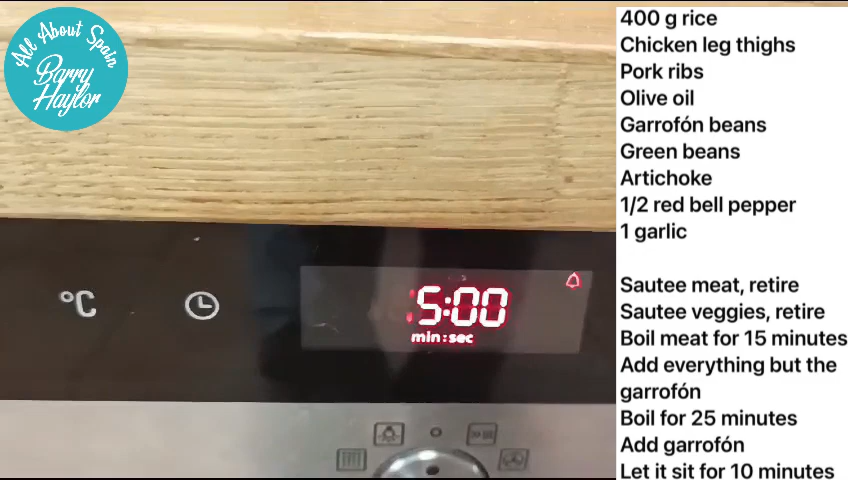 All About Spain
Barry
Haylor
400 g rice
Chicken leg thighs
Pork ribs
Olive oil
Garrofón beans
Green beans
Artichoke
1/2 red bell pepper
1 garlic
Sautee meat, retire
Sautee veggies, retire
Boil meat for 15 minutes
Add everything but the
garrofón
Boil for 25 minutes
Add garrofón
Let it sit for 10 minutes
°C
5:00
min:sec